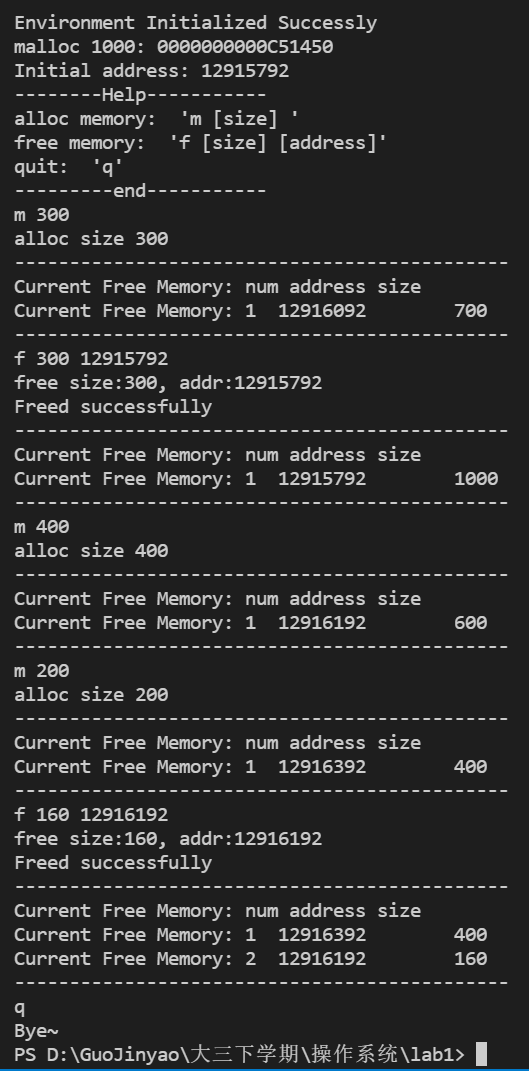 Environment Initialized Successly
malloc 1000: 0000000000C51450
Initial address: 12915792
--------Help-----------
alloc memory:  'm [size] '
free memory:  'f [size] [address]'
quit:  'q'
---------end-----------
m 300
alloc size 300
---------------------------------------------
Current Free Memory: num address size
Current Free Memory: 1  12916092        700
---------------------------------------------
f 300 12915792
free size:300, addr:12915792
Freed successfully
---------------------------------------------
Current Free Memory: num address size
Current Free Memory: 1  12915792        1000
---------------------------------------------
m 400
alloc size 400
---------------------------------------------
Current Free Memory: num address size
Current Free Memory: 1  12916192        600
---------------------------------------------
m 200
alloc size 200
---------------------------------------------
Current Free Memory: num address size
Current Free Memory: 1  12916392        400
---------------------------------------------
f 160 12916192
free size:160, addr:12916192
Freed successfully
---------------------------------------------
Current Free Memory: num address size
Current Free Memory: 1  12916392        400
Current Free Memory: 2  12916192        160
---------------------------------------------
q
Bye~
PS D:\GuoJinyao\大三下学期\操作系统\lab1>